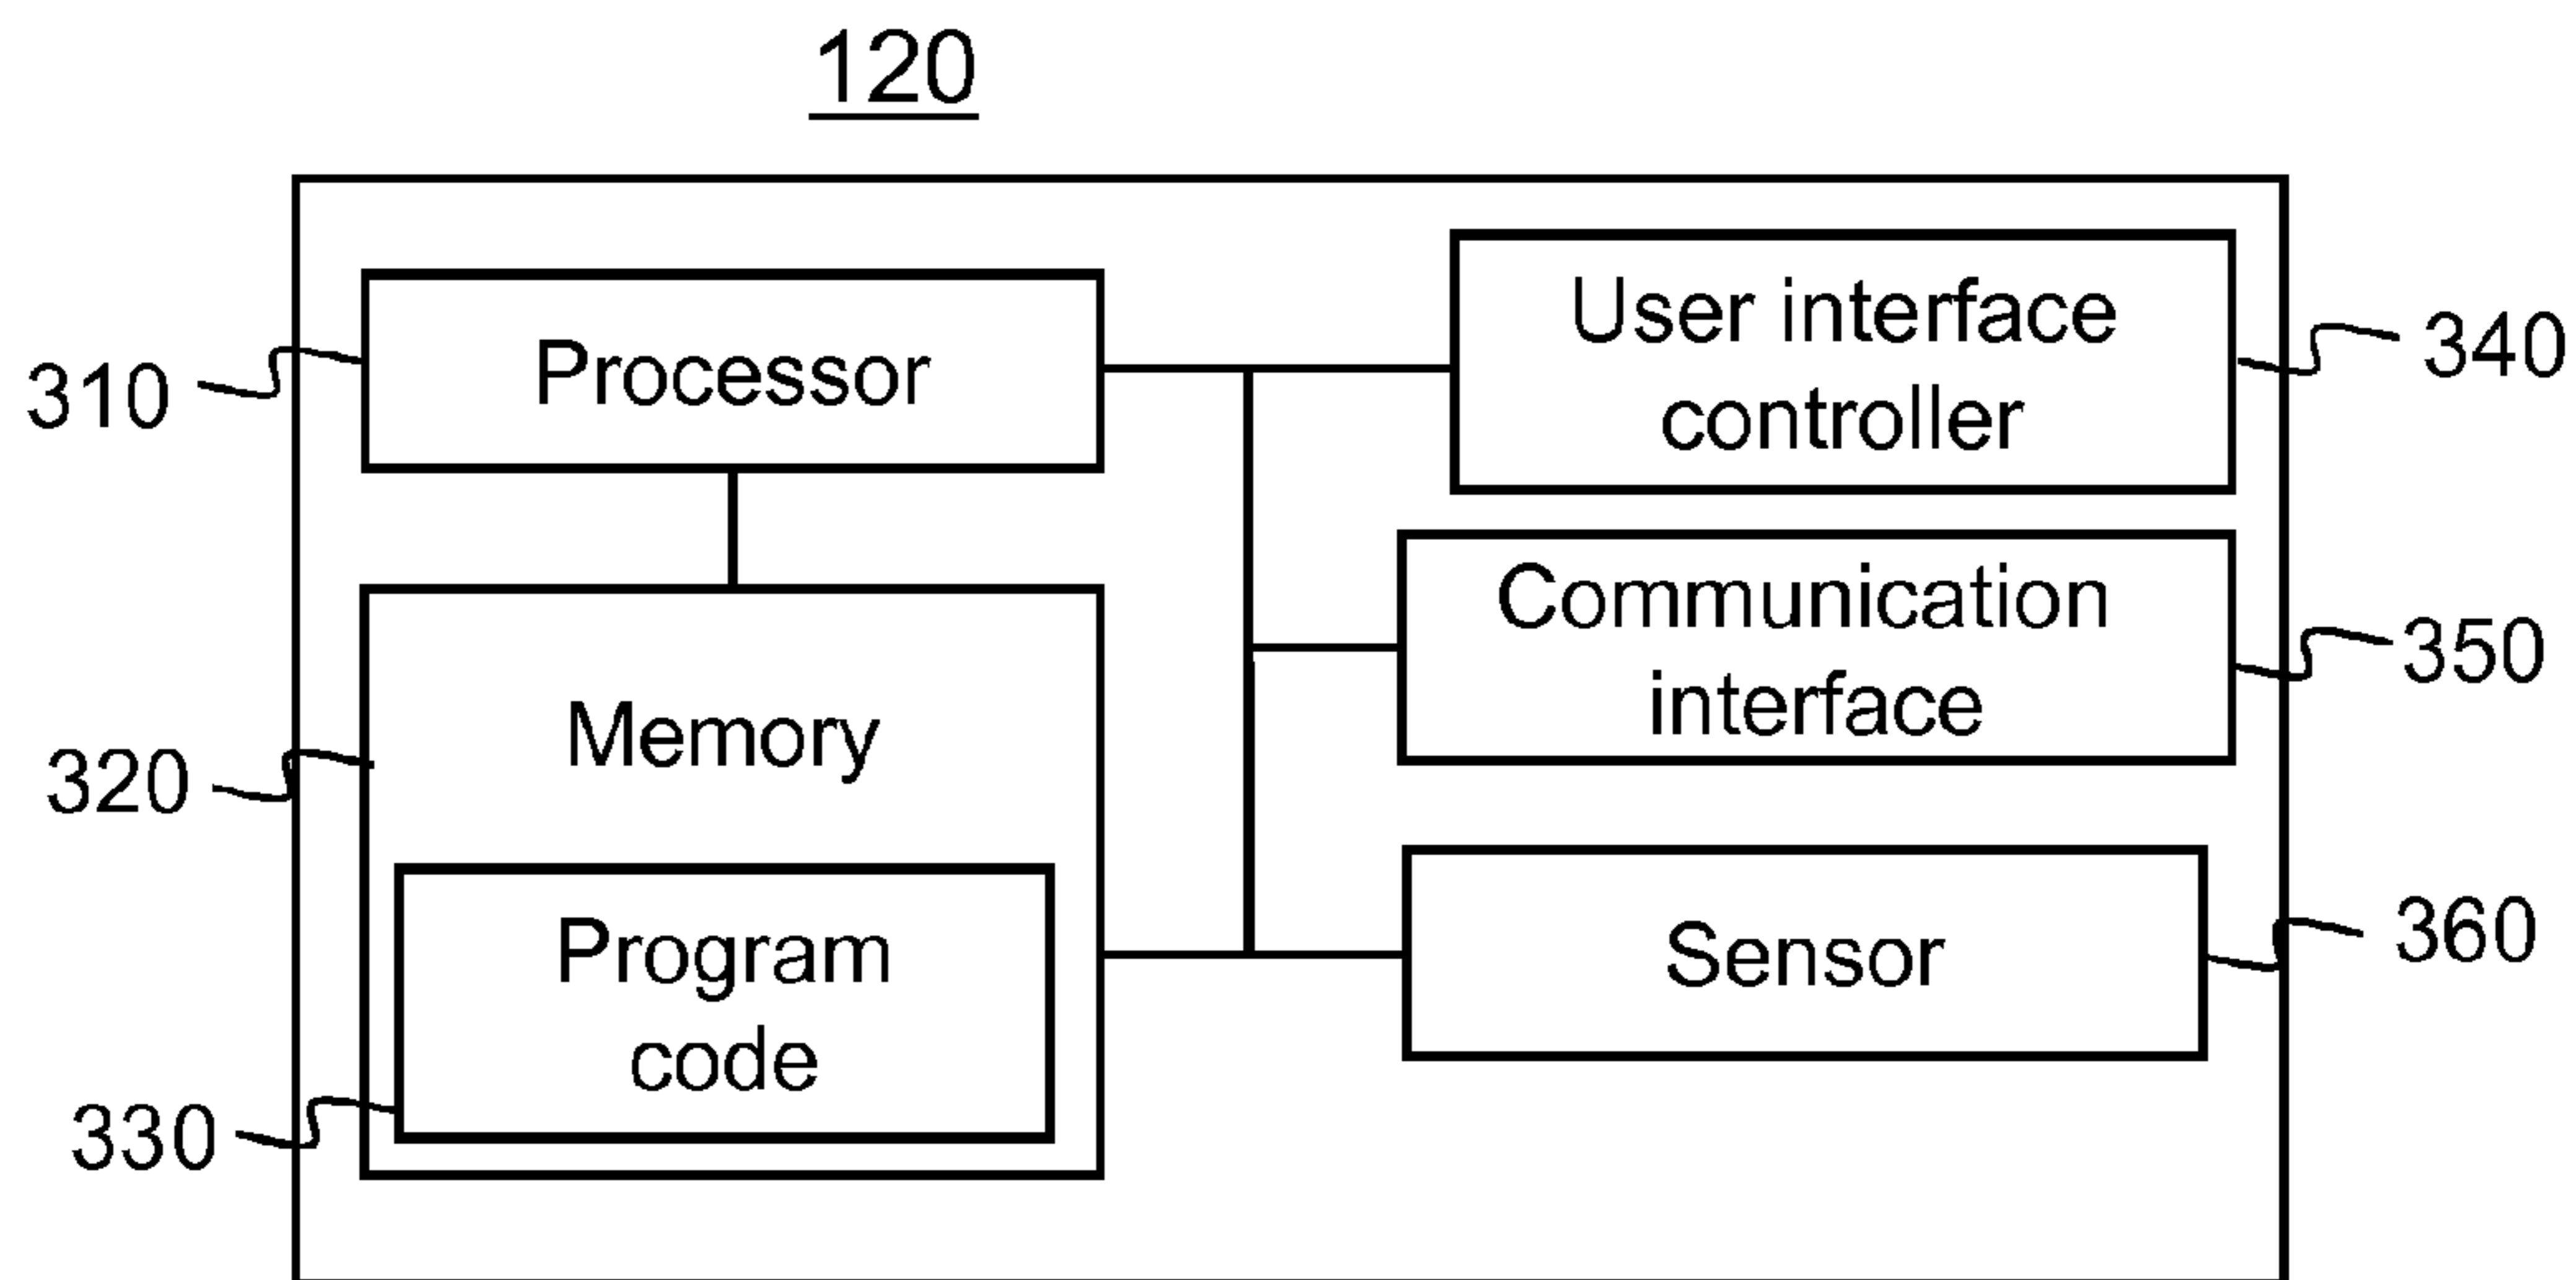 120
310
Processor
User interface
controller
340
Communication
interface
350
320
Memory
Sensor
360
Program
code
330